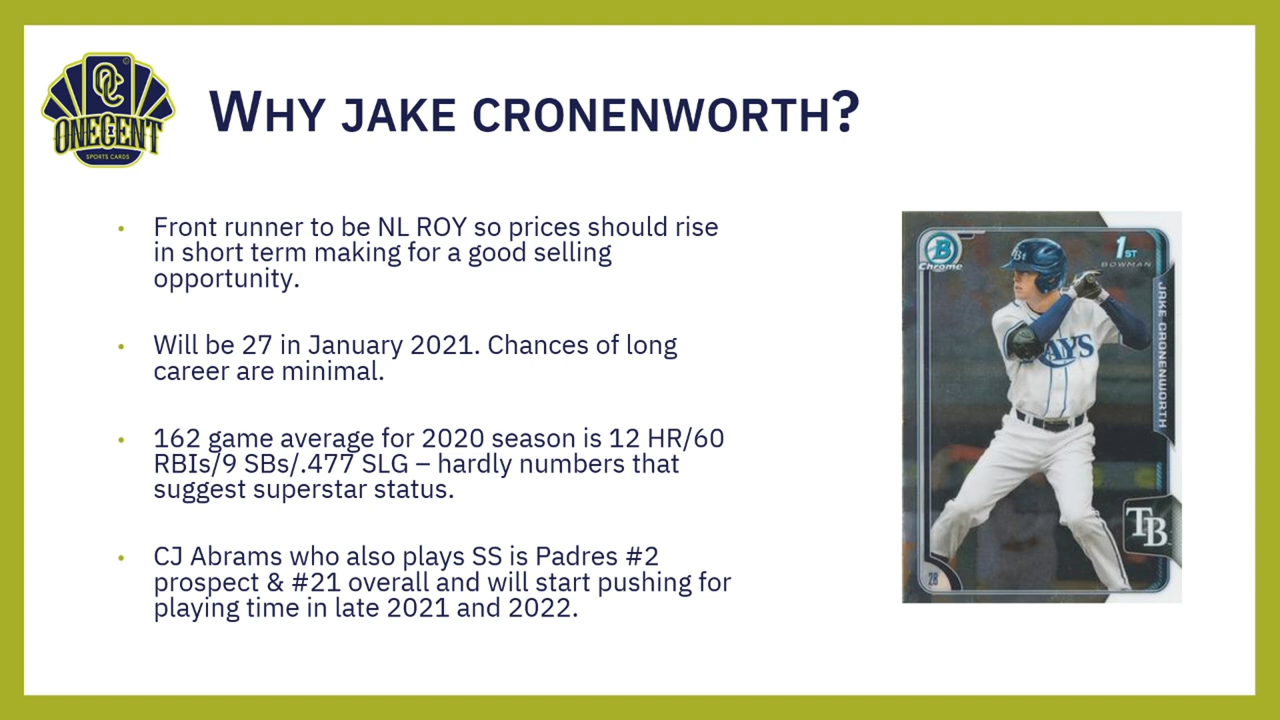 OC
ONECENT
SPORTS CARDS
WHY JAKE CRONENWORTH?
• Front runner to be NL ROY so prices should rise
in short term making for a good selling
opportunity.
• Will be 27 in January 2021. Chances of long
career are minimal.
• 162 game average for 2020 season is 12 HR/60
RBIs/9 SBs/.477 SLG – hardly numbers that
suggest superstar status.
• CJ Abrams who also plays SS is Padres #2
prospect & #21 overall and will start pushing for
playing time in late 2021 and 2022.
B
Chrome
1ST
BOWMAN
JAKE CRONENWORTH
TB
AYS
TB
28